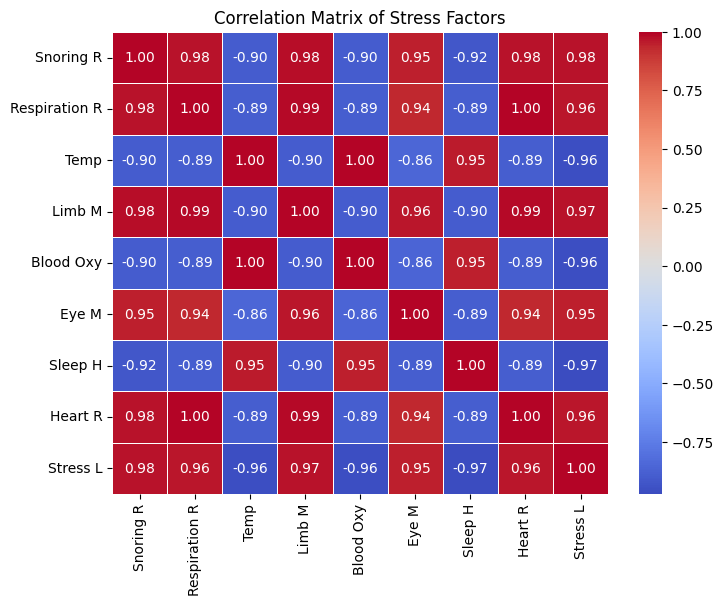 Correlation Matrix of Stress Factors
Snoring R 1.00 0.98 -0.90 0.98 -0.90 0.95 -0.92 0.98 0.98
Respiration R 0.98 1.00 -0.89 0.99 -0.89 0.94 -0.89 1.00 0.96
Temp -0.90 -0.89 1.00 -0.90 1.00 -0.86 0.95 -0.89 -0.96
Limb M 0.98 0.99 -0.90 1.00 -0.90 0.96 -0.90 0.99 0.97
Blood Oxy -0.90 -0.89 1.00 -0.90 1.00 -0.86 0.95 -0.89 -0.96
Eye M 0.95 0.94 -0.86 0.96 -0.86 1.00 -0.89 0.94 0.95
Sleep H -0.92 -0.89 0.95 -0.90 0.95 -0.89 1.00 -0.89 -0.97
Heart R 0.98 1.00 -0.89 0.99 -0.89 0.94 -0.89 1.00 0.96
Stress L 0.98 0.96 -0.96 0.97 -0.96 0.95 -0.97 0.96 1.00
Snoring R Respiration R Temp Limb M Blood Oxy Eye M Sleep H Heart R Stress L
1.00
0.75
0.50
0.25
0.00
-0.25
-0.50
-0.75